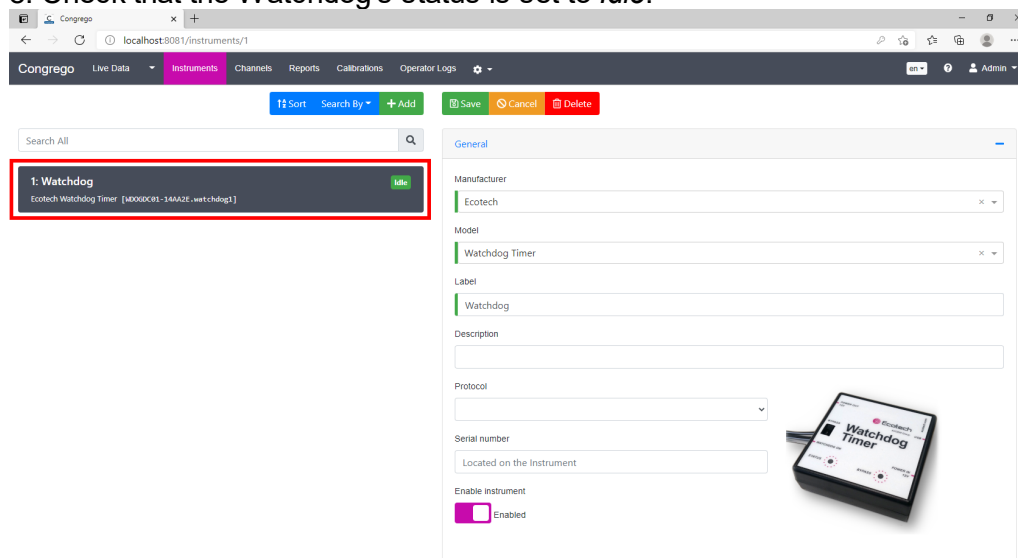 Check that the Watchdog's status is set to Idle.
Congrego
localhost:8081/instruments/1
Congrego Live Data Instruments Channels Reports Calibrations Operator Logs en Admin
Sort Search By + Add Save Cancel Delete
Search All
General
1: Watchdog Idle
Ecotech Watchdog Timer [WDOGDC01-14AA2E.watchdog1]
Manufacturer
Ecotech
Model
Watchdog Timer
Label
Watchdog
Description
Protocol
Serial number
Located on the Instrument
Enable instrument
Enabled
Ecotech
Watchdog
Timer